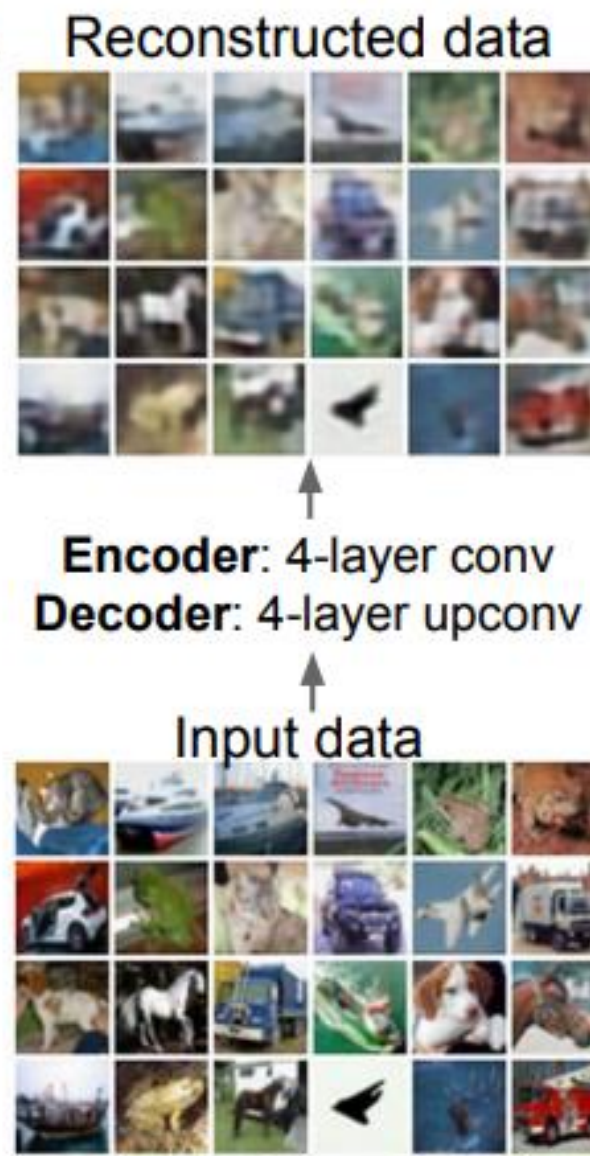 Reconstructed data
Encoder: 4-layer conv
Decoder: 4-layer upconv
Input data